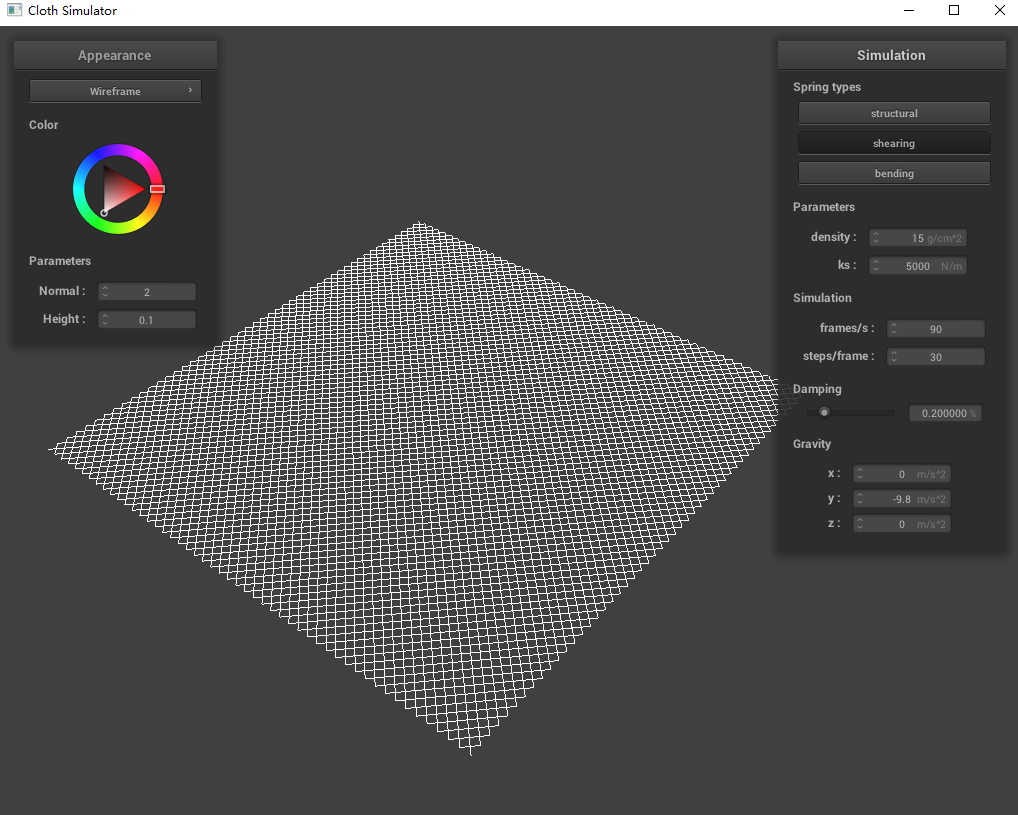 Cloth Simulator
Appearance
Wireframe
Color
Parameters
Normal : 2
Height : 0.1
Simulation
Spring types
structural
shearing
bending
Parameters
density : 15 g/cm^2
ks : 5000 N/m
Simulation
frames/s : 90
steps/frame : 30
Damping
0.200000 %
Gravity
x : 0 m/s^2
y : -9.8 m/s^2
z : 0 m/s^2